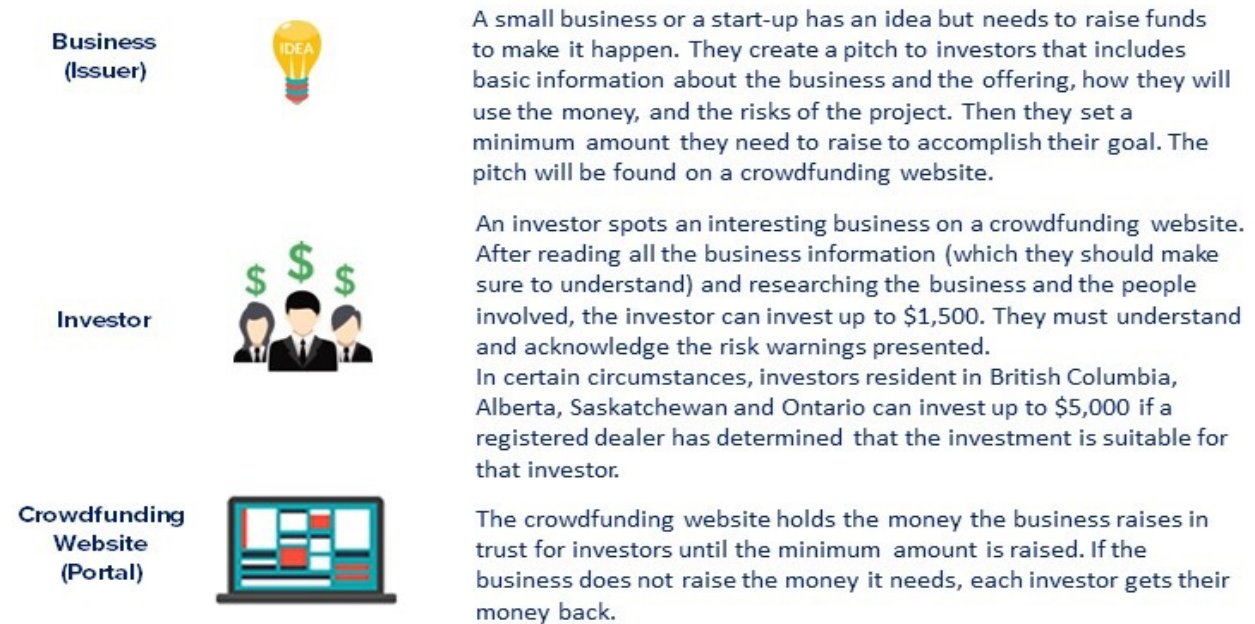 Business
(Issuer)
IDEA
A small business or a start-up has an idea but needs to raise funds
to make it happen. They create a pitch to investors that includes
basic information about the business and the offering, how they will
use the money, and the risks of the project. Then they set a
minimum amount they need to raise to accomplish their goal. The
pitch will be found on a crowdfunding website.
Investor
$ $ $
An investor spots an interesting business on a crowdfunding website.
After reading all the business information (which they should make
sure to understand) and researching the business and the people
involved, the investor can invest up to $1,500. They must understand
and acknowledge the risk warnings presented.
In certain circumstances, investors resident in British Columbia,
Alberta, Saskatchewan and Ontario can invest up to $5,000 if a
registered dealer has determined that the investment is suitable for
that investor.
Crowdfunding
Website
(Portal)
The crowdfunding website holds the money the business raises in
trust for investors until the minimum amount is raised. If the
business does not raise the money it needs, each investor gets their
money back.